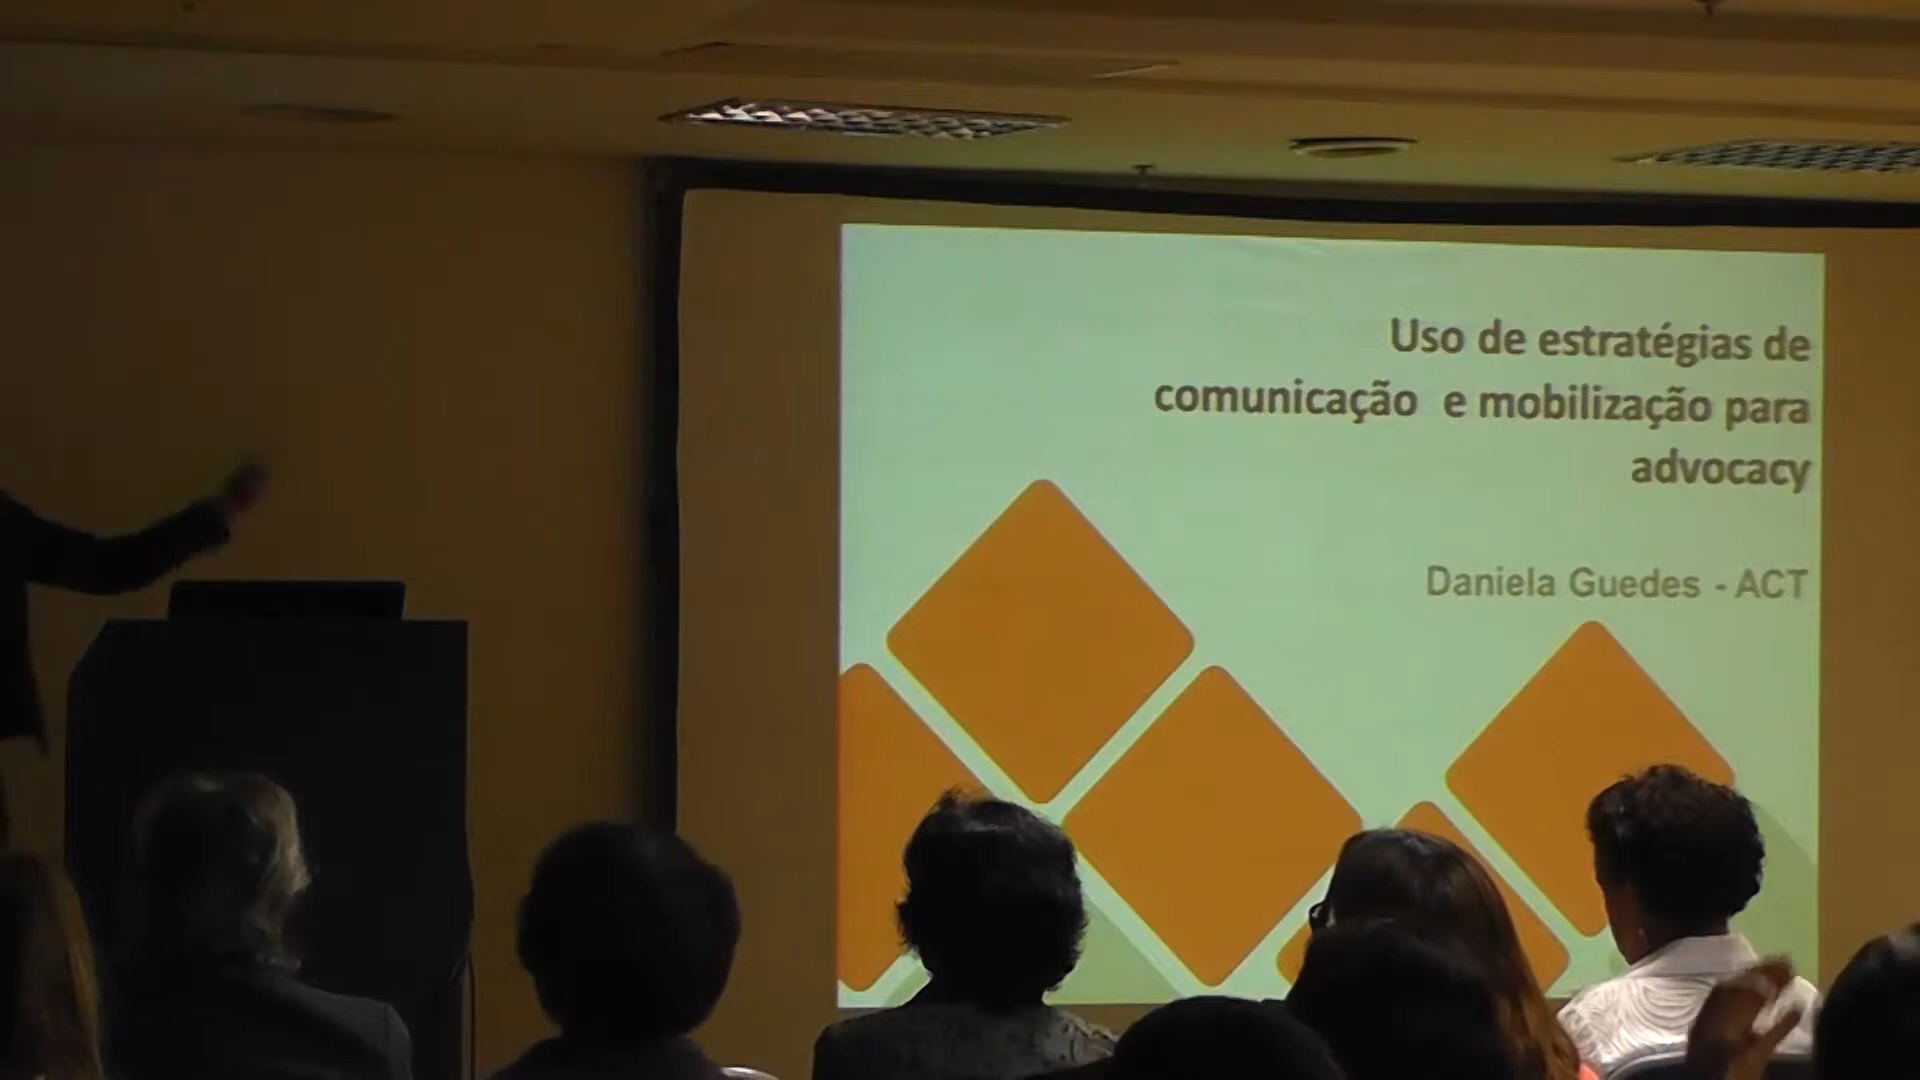 Uso de estratégias de
comunicação e mobilização para
advocacy
Daniela Guedes - ACT